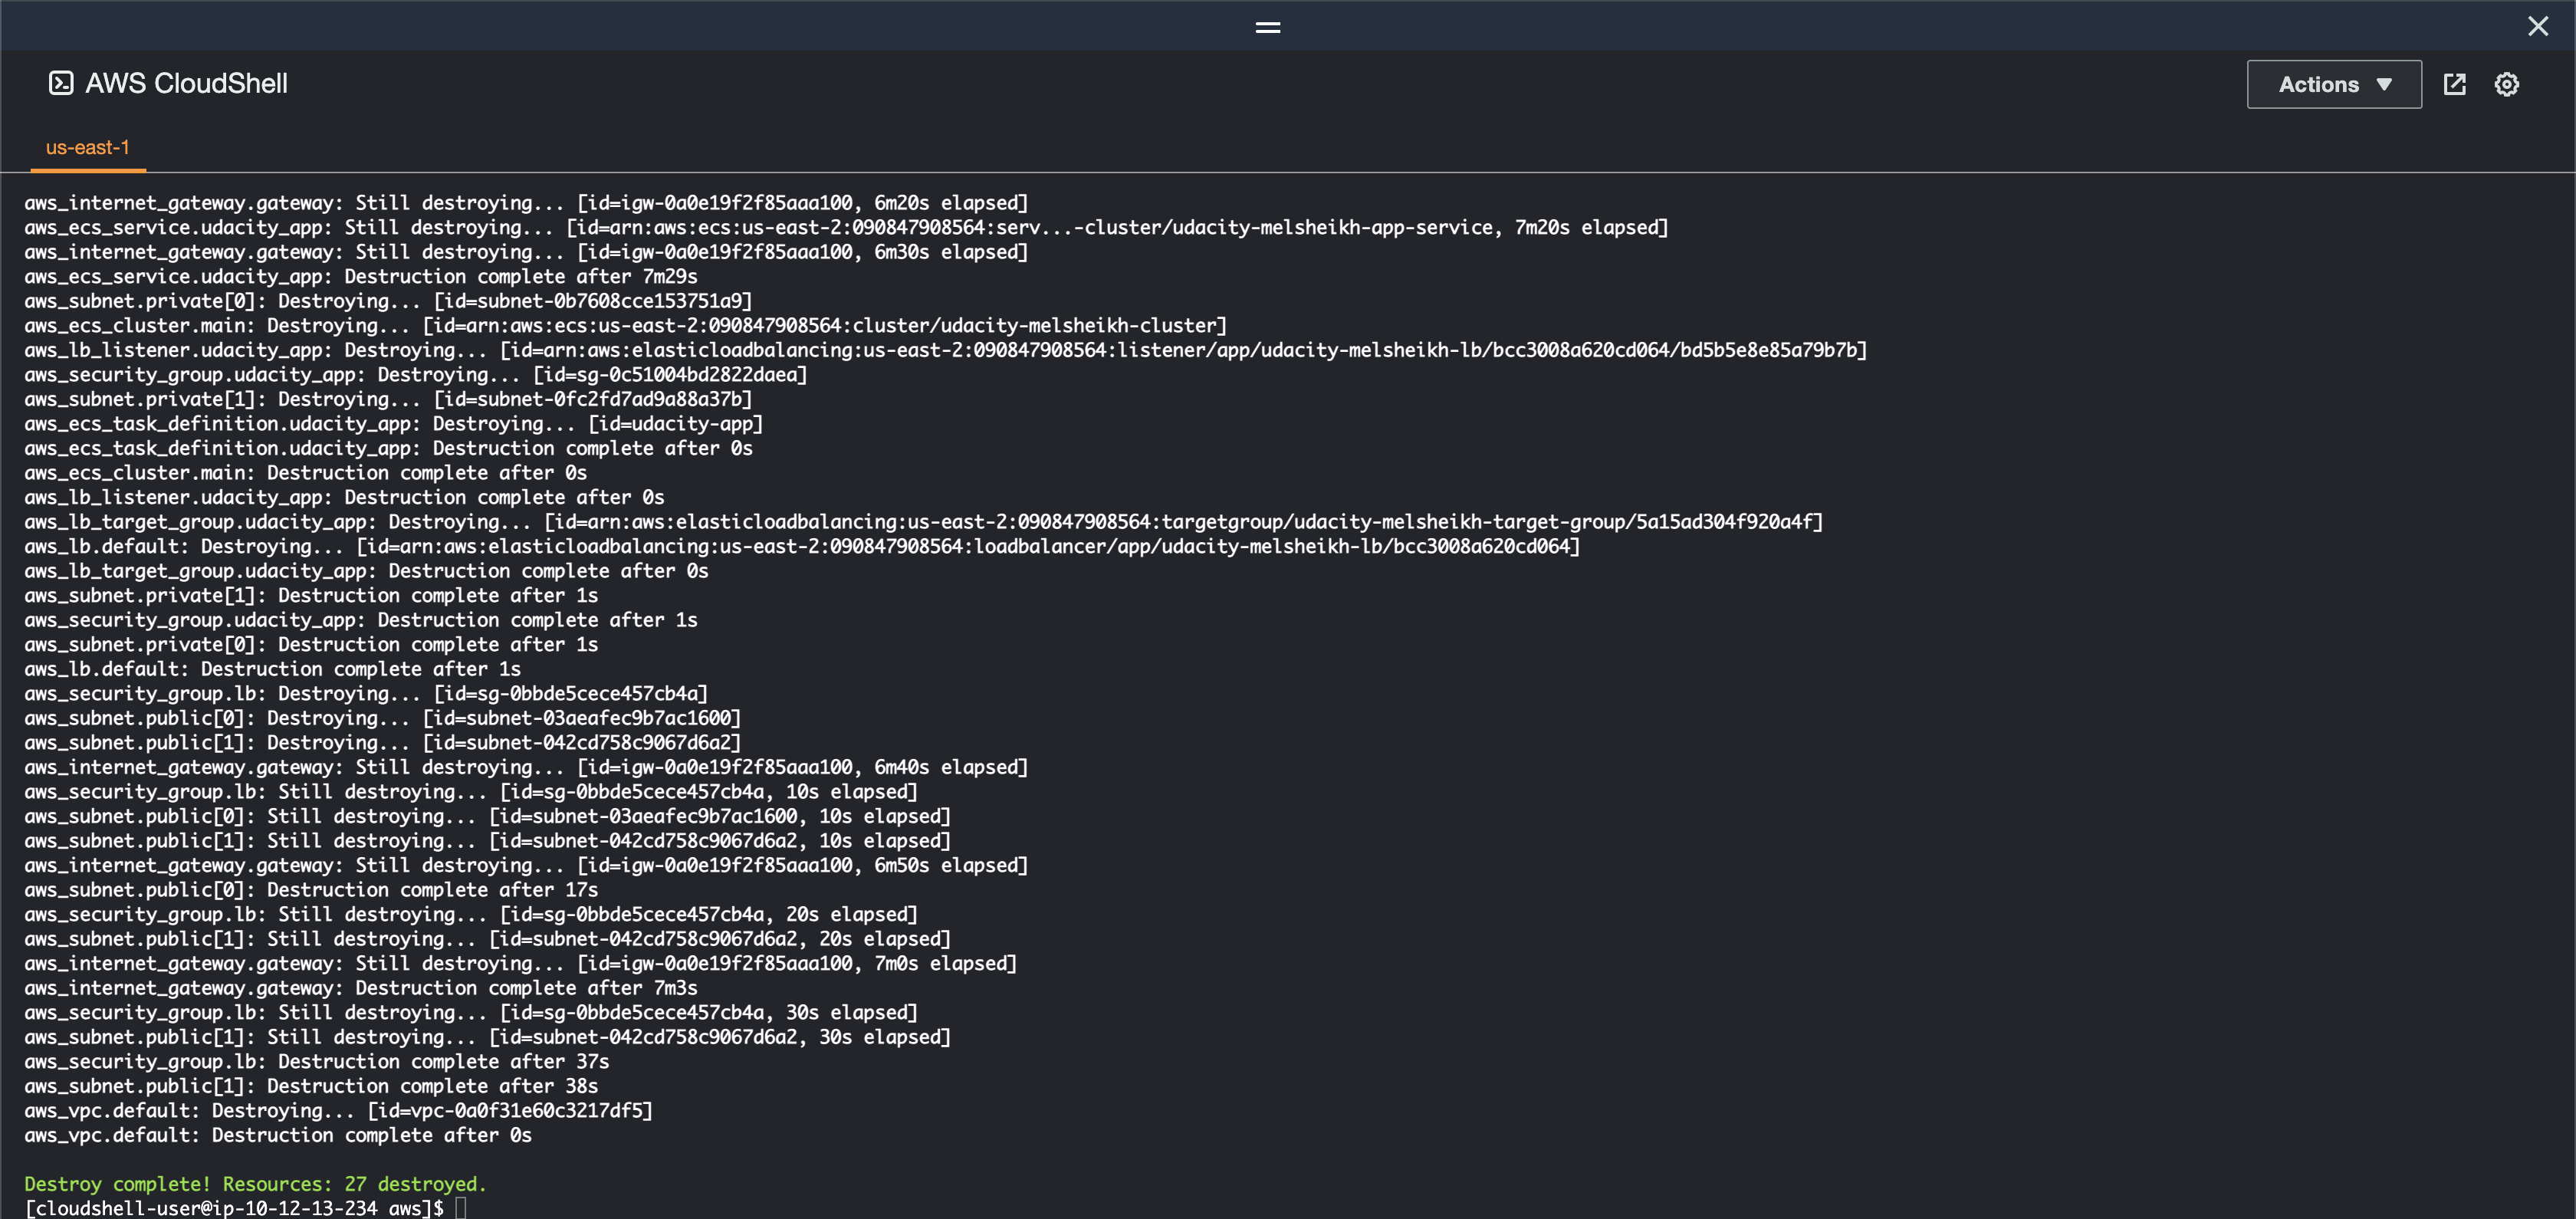 AWS CloudShell
Actions
us-east-1
aws_internet_gateway.gateway: Still destroying... [id=igw-0a0e19f2f85aaa100, 6m20s elapsed]
aws_ecs_service.udacity_app: Still destroying... [id=arn:aws:ecs:us-east-2:090847908564:serv...-cluster/udacity-melsheikh-app-service, 7m20s elapsed]
aws_internet_gateway.gateway: Still destroying... [id=igw-0a0e19f2f85aaa100, 6m30s elapsed]
aws_ecs_service.udacity_app: Destruction complete after 7m29s
aws_subnet.private[0]: Destroying... [id=subnet-0b7608cce153751a9]
aws_ecs_cluster.main: Destroying... [id=arn:aws:ecs:us-east-2:090847908564:cluster/udacity-melsheikh-cluster]
aws_lb_listener.udacity_app: Destroying... [id=arn:aws:elasticloadbalancing:us-east-2:090847908564:listener/app/udacity-melsheikh-lb/bcc3008a620cd064/bd5b5e8e85a79b7b]
aws_security_group.udacity_app: Destroying... [id=sg-0c51004bd2822daea]
aws_subnet.private[1]: Destroying... [id=subnet-0fc2fd7ad9a88a37b]
aws_ecs_task_definition.udacity_app: Destroying... [id=udacity-app]
aws_ecs_task_definition.udacity_app: Destruction complete after 0s
aws_ecs_cluster.main: Destruction complete after 0s
aws_lb_listener.udacity_app: Destruction complete after 0s
aws_lb_target_group.udacity_app: Destroying... [id=arn:aws:elasticloadbalancing:us-east-2:090847908564:targetgroup/udacity-melsheikh-target-group/5a15ad304f920a4f]
aws_lb.default: Destroying... [id=arn:aws:elasticloadbalancing:us-east-2:090847908564:loadbalancer/app/udacity-melsheikh-lb/bcc3008a620cd064]
aws_lb_target_group.udacity_app: Destruction complete after 0s
aws_subnet.private[1]: Destruction complete after 1s
aws_security_group.udacity_app: Destruction complete after 1s
aws_subnet.private[0]: Destruction complete after 1s
aws_lb.default: Destruction complete after 1s
aws_security_group.lb: Destroying... [id=sg-0bbde5cece457cb4a]
aws_subnet.public[0]: Destroying... [id=subnet-03aeafec9b7ac1600]
aws_subnet.public[1]: Destroying... [id=subnet-042cd758c9067d6a2]
aws_internet_gateway.gateway: Still destroying... [id=igw-0a0e19f2f85aaa100, 6m40s elapsed]
aws_security_group.lb: Still destroying... [id=sg-0bbde5cece457cb4a, 10s elapsed]
aws_subnet.public[0]: Still destroying... [id=subnet-03aeafec9b7ac1600, 10s elapsed]
aws_subnet.public[1]: Still destroying... [id=subnet-042cd758c9067d6a2, 10s elapsed]
aws_internet_gateway.gateway: Still destroying... [id=igw-0a0e19f2f85aaa100, 6m50s elapsed]
aws_subnet.public[0]: Destruction complete after 17s
aws_security_group.lb: Still destroying... [id=sg-0bbde5cece457cb4a, 20s elapsed]
aws_subnet.public[1]: Still destroying... [id=subnet-042cd758c9067d6a2, 20s elapsed]
aws_internet_gateway.gateway: Still destroying... [id=igw-0a0e19f2f85aaa100, 7m0s elapsed]
aws_internet_gateway.gateway: Destruction complete after 7m3s
aws_security_group.lb: Still destroying... [id=sg-0bbde5cece457cb4a, 30s elapsed]
aws_subnet.public[1]: Still destroying... [id=subnet-042cd758c9067d6a2, 30s elapsed]
aws_security_group.lb: Destruction complete after 37s
aws_subnet.public[1]: Destruction complete after 38s
aws_vpc.default: Destroying... [id=vpc-0a0f31e60c3217df5]
aws_vpc.default: Destruction complete after 0s
Destroy complete! Resources: 27 destroyed.
[cloudshell-user@ip-10-12-13-234 aws]$